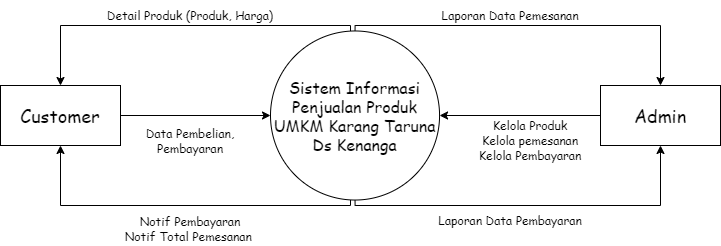 Detail Produk (Produk, Harga)
Laporan Data Pemesanan
Customer
Data Pembelian,
Pembayaran
Sistem Informasi
Penjualan Produk
UMKM Karang Taruna
Ds Kenanga
Kelola Produk
Kelola pemesanan
Kelola Pembayaran
Admin
Notif Pembayaran
Notif Total Pemesanan
Laporan Data Pembayaran